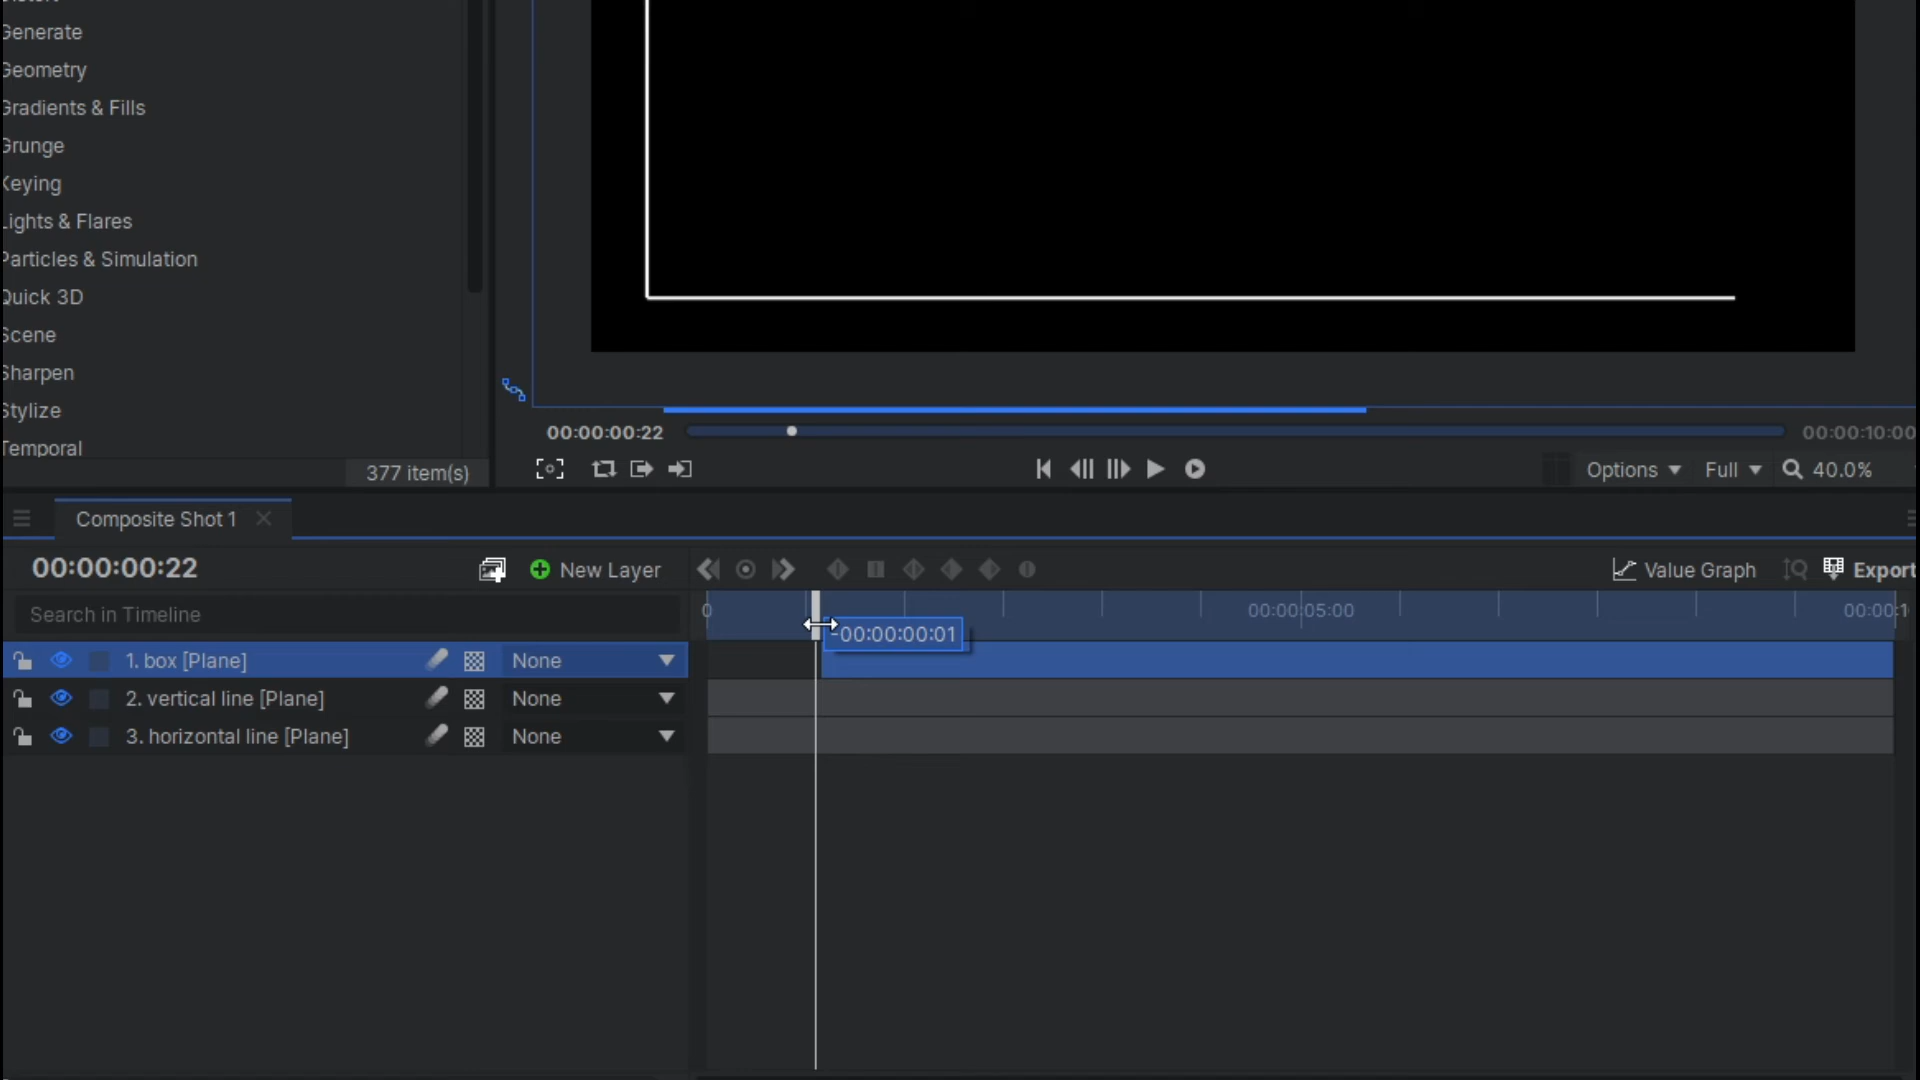 Generate
Geometry
Gradients & Fills
Grunge
Keying
Lights & Flares
Particles & Simulation
Quick 3D
Scene
Sharpen
Stylize
Temporal
377 item(s)
00:00:00:22
00:00:10:00
Options
Full
40.0%
Composite Shot 1
00:00:00:22
New Layer
Value Graph
Export
Search in Timeline
0
00:00:05:00
00:00:1
-00:00:00:01
1. box [Plane]
None
2. vertical line [Plane]
None
3. horizontal line [Plane]
None